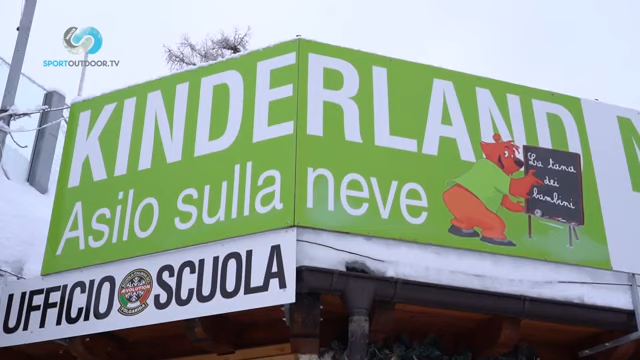 SPORTOUTDOOR.TV
KINDERLAND
Asilo sulla neve
La tana
dei
bambini
UFFICIO SCUOLA